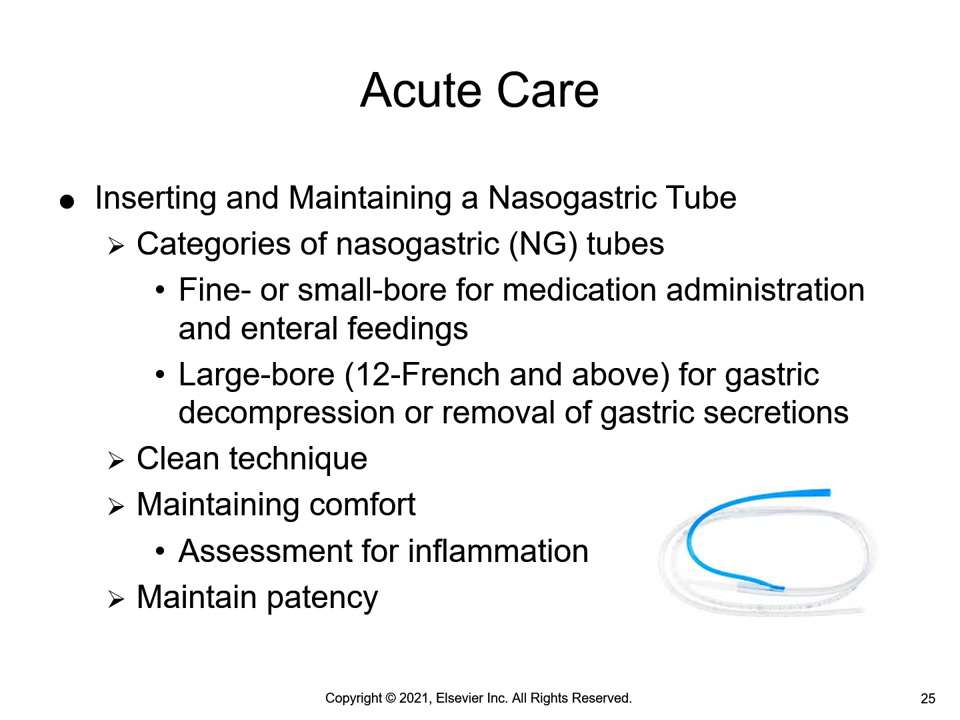 Acute Care
● Inserting and Maintaining a Nasogastric Tube
➢ Categories of nasogastric (NG) tubes
• Fine- or small-bore for medication administration
and enteral feedings
• Large-bore (12-French and above) for gastric
decompression or removal of gastric secretions
➢ Clean technique
➢ Maintaining comfort
• Assessment for inflammation
➢ Maintain patency
Copyright © 2021, Elsevier Inc. All Rights Reserved.
25